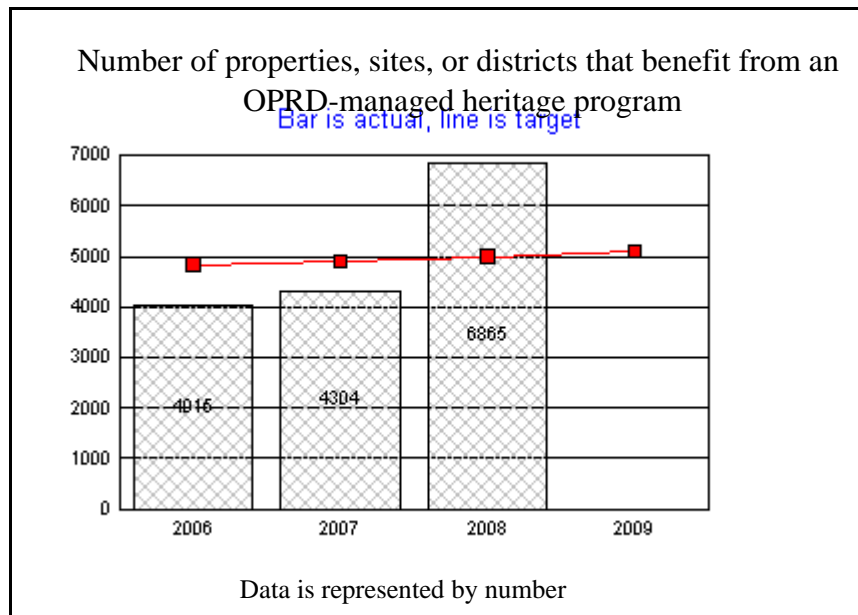 Number of properties, sites, or districts that benefit from an
OPRD-managed heritage program
Bar is actual, line is target
7000
6000
5000
4000
3000
2000
1000
0
4015
4304
6865
2006 2007 2008 2009
Data is represented by number